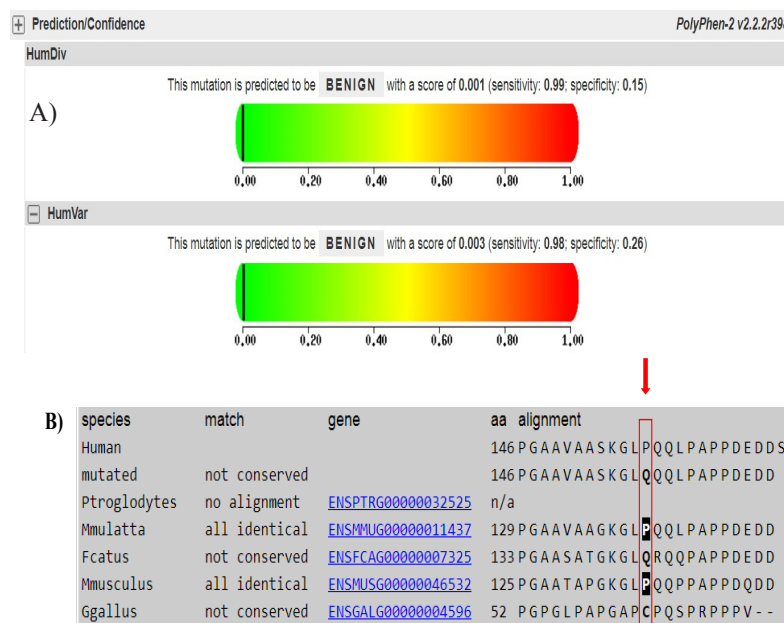 Prediction/Confidence PolyPhen-2 v2.2.2r39
HumDiv
This mutation is predicted to be BENIGN with a score of 0.001 (sensitivity: 0.99; specificity: 0.15)
A)
0.00 0.20 0.40 0.60 0.80 1.00
HumVar
This mutation is predicted to be BENIGN with a score of 0.003 (sensitivity: 0.98; specificity: 0.26)
0.00 0.20 0.40 0.60 0.80 1.00
B) species match gene aa alignment
Human 146 PGAAVAASKGLPQQLPAPPDEDDS
mutated not conserved 146 PGAAVAASKGLQQQLPAPPDEDD
Ptroglodytes no alignment ENSPTRG00000032525 n/a
Mmulatta all identical ENSMMUG00000011437 129 PGAAVAAGKGLPQQLPAPPDEDD
Fcatus not conserved ENSFCAG00000007325 133 PGAASATGKGLQRQQPAPPDEDD
Mmusculus all identical ENSMUSG00000046532 125 PGAATAPGKGLPQQPPAPPDQDD
Ggallus not conserved ENSGALG00000004596 52 PGPGLPAPGAPCPQSPRPPPV--